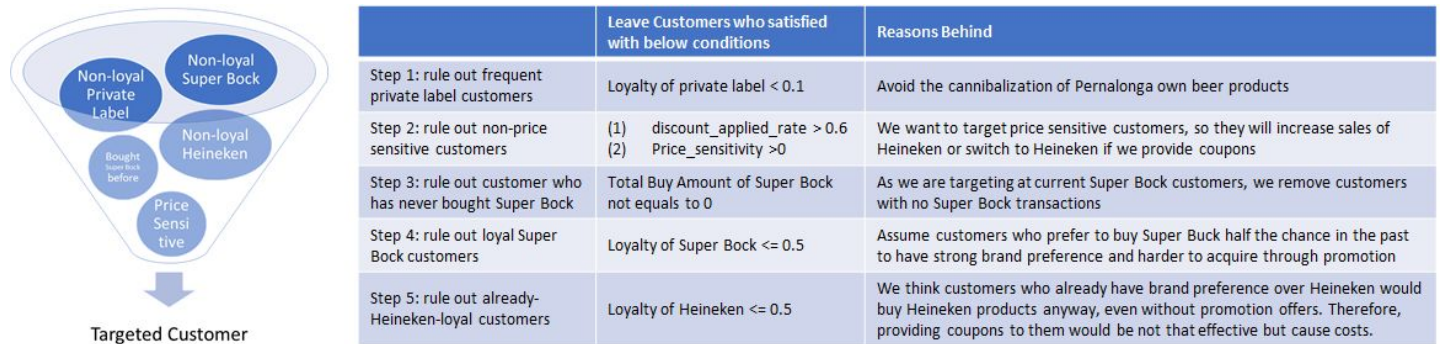 Non-loyal
Private
Label
Non-loyal
Super Bock
Non-loyal
Heineken
Bought
Super Bock
before
Price
Sensi
tive
Targeted Customer
Leave Customers who satisfied
with below conditions
Reasons Behind
Step 1: rule out frequent
private label customers
Loyalty of private label < 0.1
Avoid the cannibalization of Pernalonga own beer products
Step 2: rule out non-price
sensitive customers
(1) discount_applied_rate > 0.6
(2) Price_sensitivity >0
We want to target price sensitive customers, so they will increase sales of
Heineken or switch to Heineken if we provide coupons
Step 3: rule out customer who
has never bought Super Bock
Total Buy Amount of Super Bock
not equals to 0
As we are targeting at current Super Bock customers, we remove customers
with no Super Bock transactions
Step 4: rule out loyal Super
Bock customers
Loyalty of Super Bock <= 0.5
Assume customers who prefer to buy Super Buck half the chance in the past
to have strong brand preference and harder to acquire through promotion
Step 5: rule out already-
Heineken-loyal customers
Loyalty of Heineken <= 0.5
We think customers who already have brand preference over Heineken would
buy Heineken products anyway, even without promotion offers. Therefore,
providing coupons to them would be not that effective but cause costs.